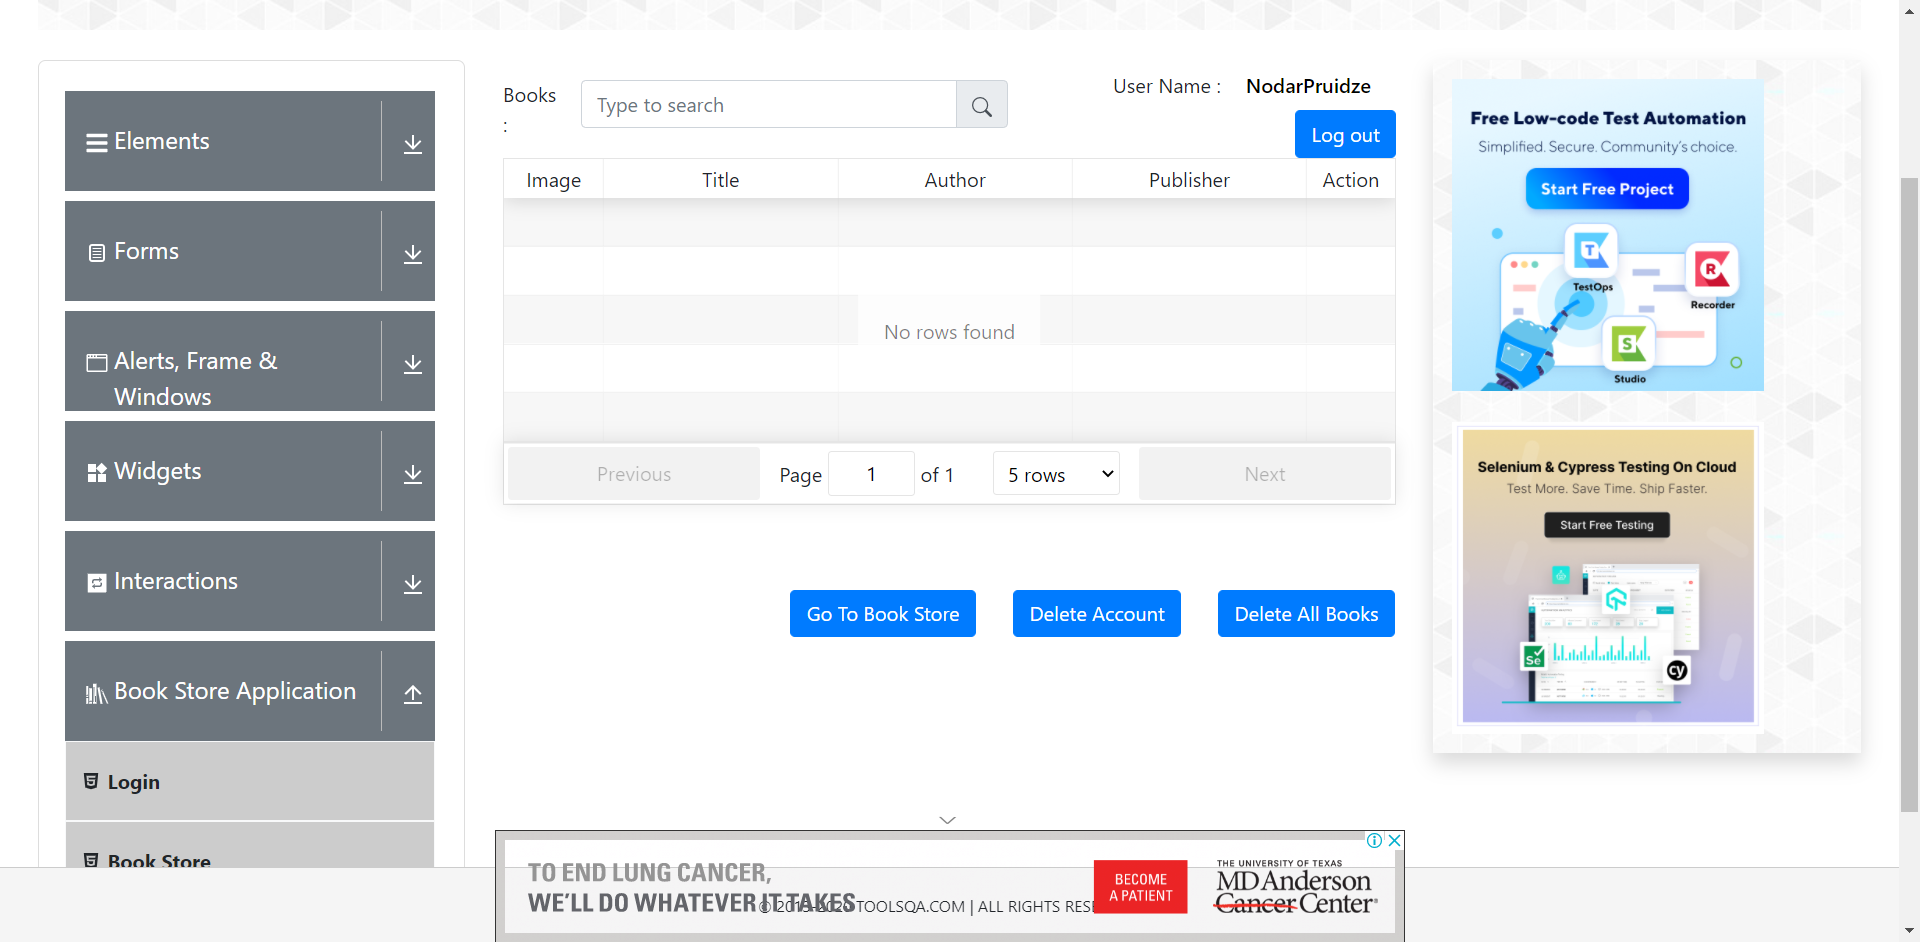 Elements
Forms
Alerts, Frame &
Windows
Widgets
Interactions
Book Store Application
Login
Book Store
Books
:
Type to search
User Name :
NodarPruidze
Log out
Image Title Author Publisher Action
No rows found
Previous
Page 1 of 1
5 rows
Next
Go To Book Store
Delete Account
Delete All Books
Free Low-code Test Automation
Simplified. Secure. Community's choice.
Start Free Project
T
TestOps
R
Recorder
S
Studio
Selenium & Cypress Testing On Cloud
Test More. Save Time. Ship Faster.
Start Free Testing
Se
cy
TO END LUNG CANCER,
WE'LL DO WHATEVER IT TAKES
TOOLSQA.COM | ALL RIGHTS
BECOME
A PATIENT
THE UNIVERSITY OF TEXAS
MD Anderson
Cancer Center